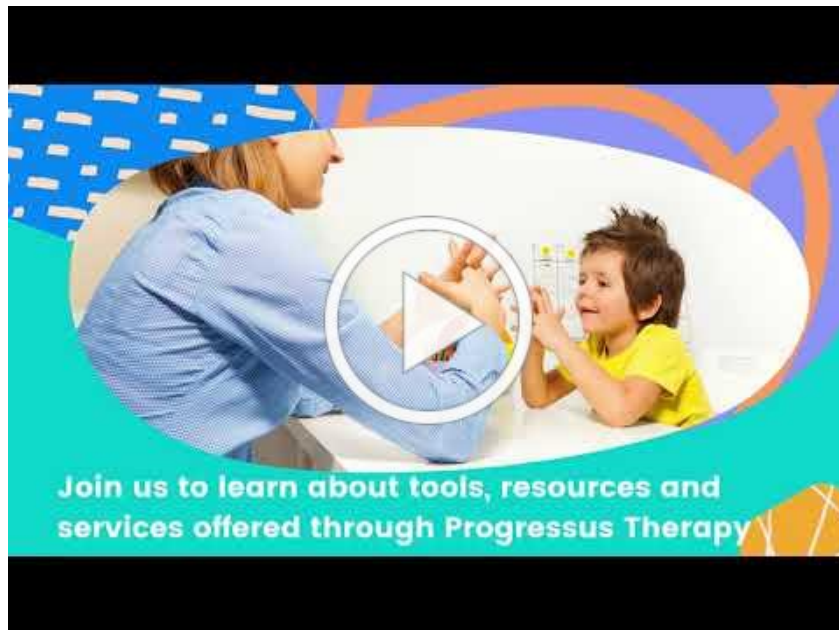 Join us to learn about tools, resources and
services offered through Progressus Therapy